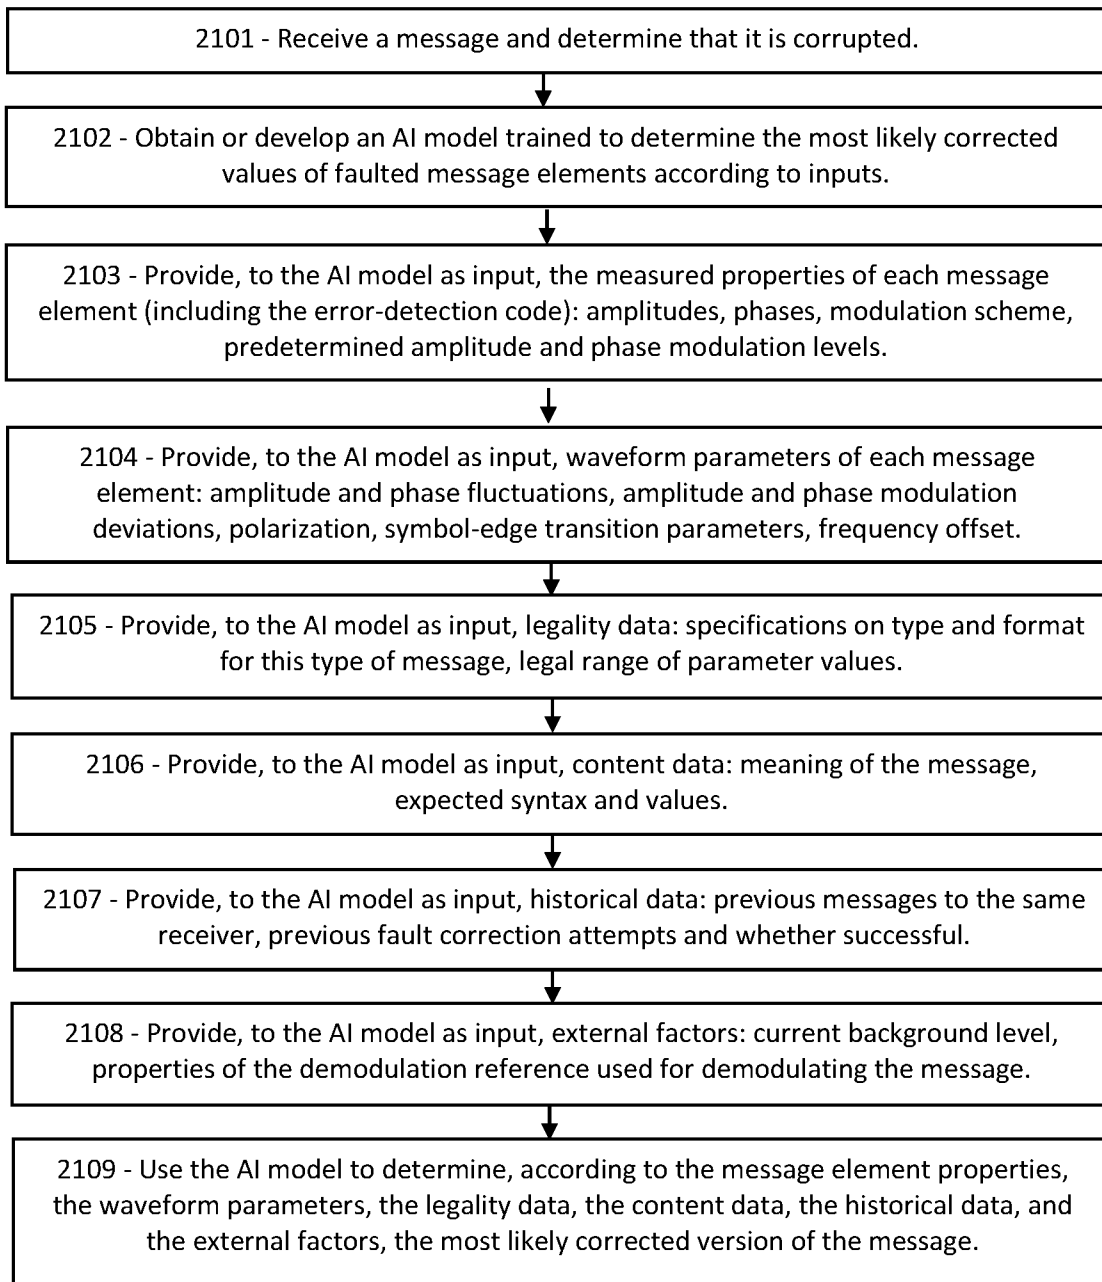 2101 - Receive a message and determine that it is corrupted.
2102 - Obtain or develop an AI model trained to determine the most likely corrected
values of faulted message elements according to inputs.
2103 - Provide, to the AI model as input, the measured properties of each message
element (including the error-detection code): amplitudes, phases, modulation scheme,
predetermined amplitude and phase modulation levels.
2104 - Provide, to the AI model as input, waveform parameters of each message
element: amplitude and phase fluctuations, amplitude and phase modulation
deviations, polarization, symbol-edge transition parameters, frequency offset.
2105 - Provide, to the AI model as input, legality data: specifications on type and format
for this type of message, legal range of parameter values.
2106 - Provide, to the AI model as input, content data: meaning of the message,
expected syntax and values.
2107 - Provide, to the AI model as input, historical data: previous messages to the same
receiver, previous fault correction attempts and whether successful.
2108 - Provide, to the AI model as input, external factors: current background level,
properties of the demodulation reference used for demodulating the message.
2109 - Use the AI model to determine, according to the message element properties,
the waveform parameters, the legality data, the content data, the historical data, and
the external factors, the most likely corrected version of the message.